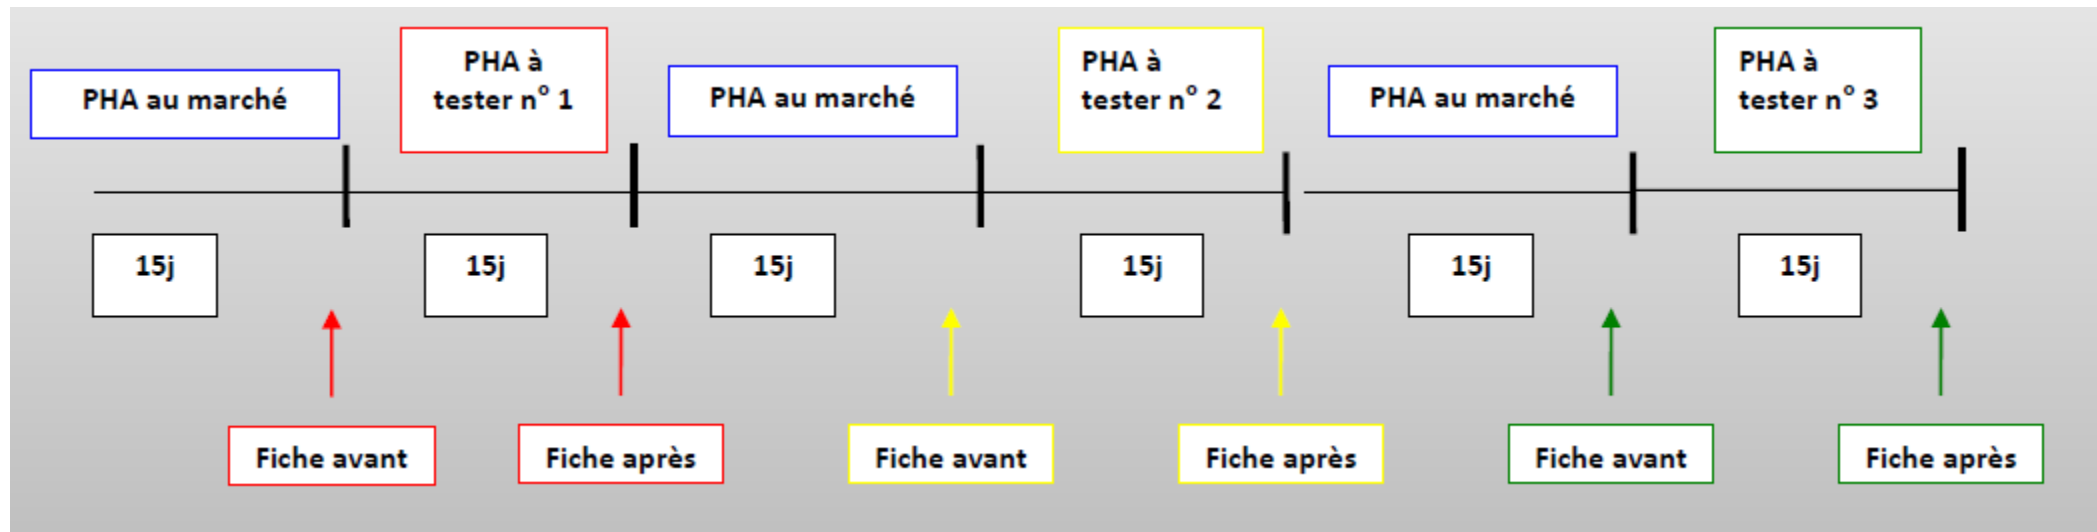 PHA au marché
PHA à
tester n° 1
PHA au marché
PHA à
tester n° 2
PHA au marché
PHA à
tester n° 3
15j
15j
15j
15j
15j
15j
Fiche avant
Fiche après
Fiche avant
Fiche après
Fiche avant
Fiche après